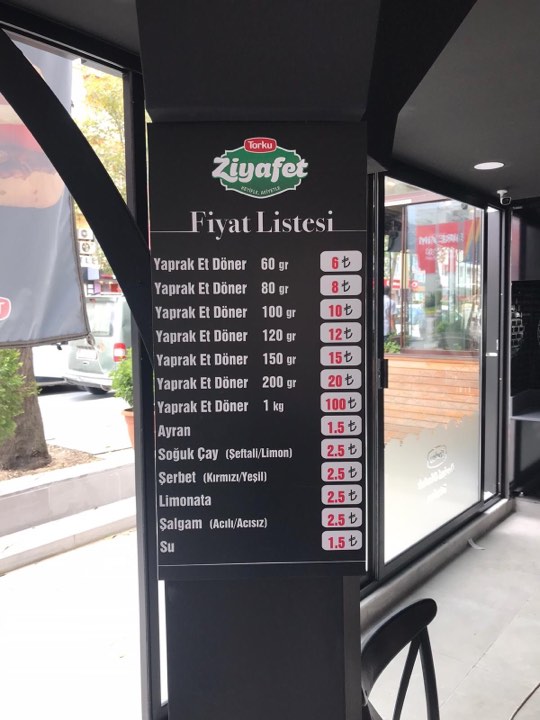 Torku
Ziyafet
Fiyat Listesi
Yaprak Et Döner 60 gr 6 ₺
Yaprak Et Döner 80 gr 8 ₺
Yaprak Et Döner 100 gr 10 ₺
Yaprak Et Döner 120 gr 12 ₺
Yaprak Et Döner 150 gr 15 ₺
Yaprak Et Döner 200 gr 20 ₺
Yaprak Et Döner 1 kg 100 ₺
Ayran 1.5 ₺
Soğuk Çay (Şeftali/Limon) 2.5 ₺
Şerbet (Kırmızı/Yeşil) 2.5 ₺
Limonata 2.5 ₺
Şalgam (Acılı/Acısız) 2.5 ₺
Su 1.5 ₺